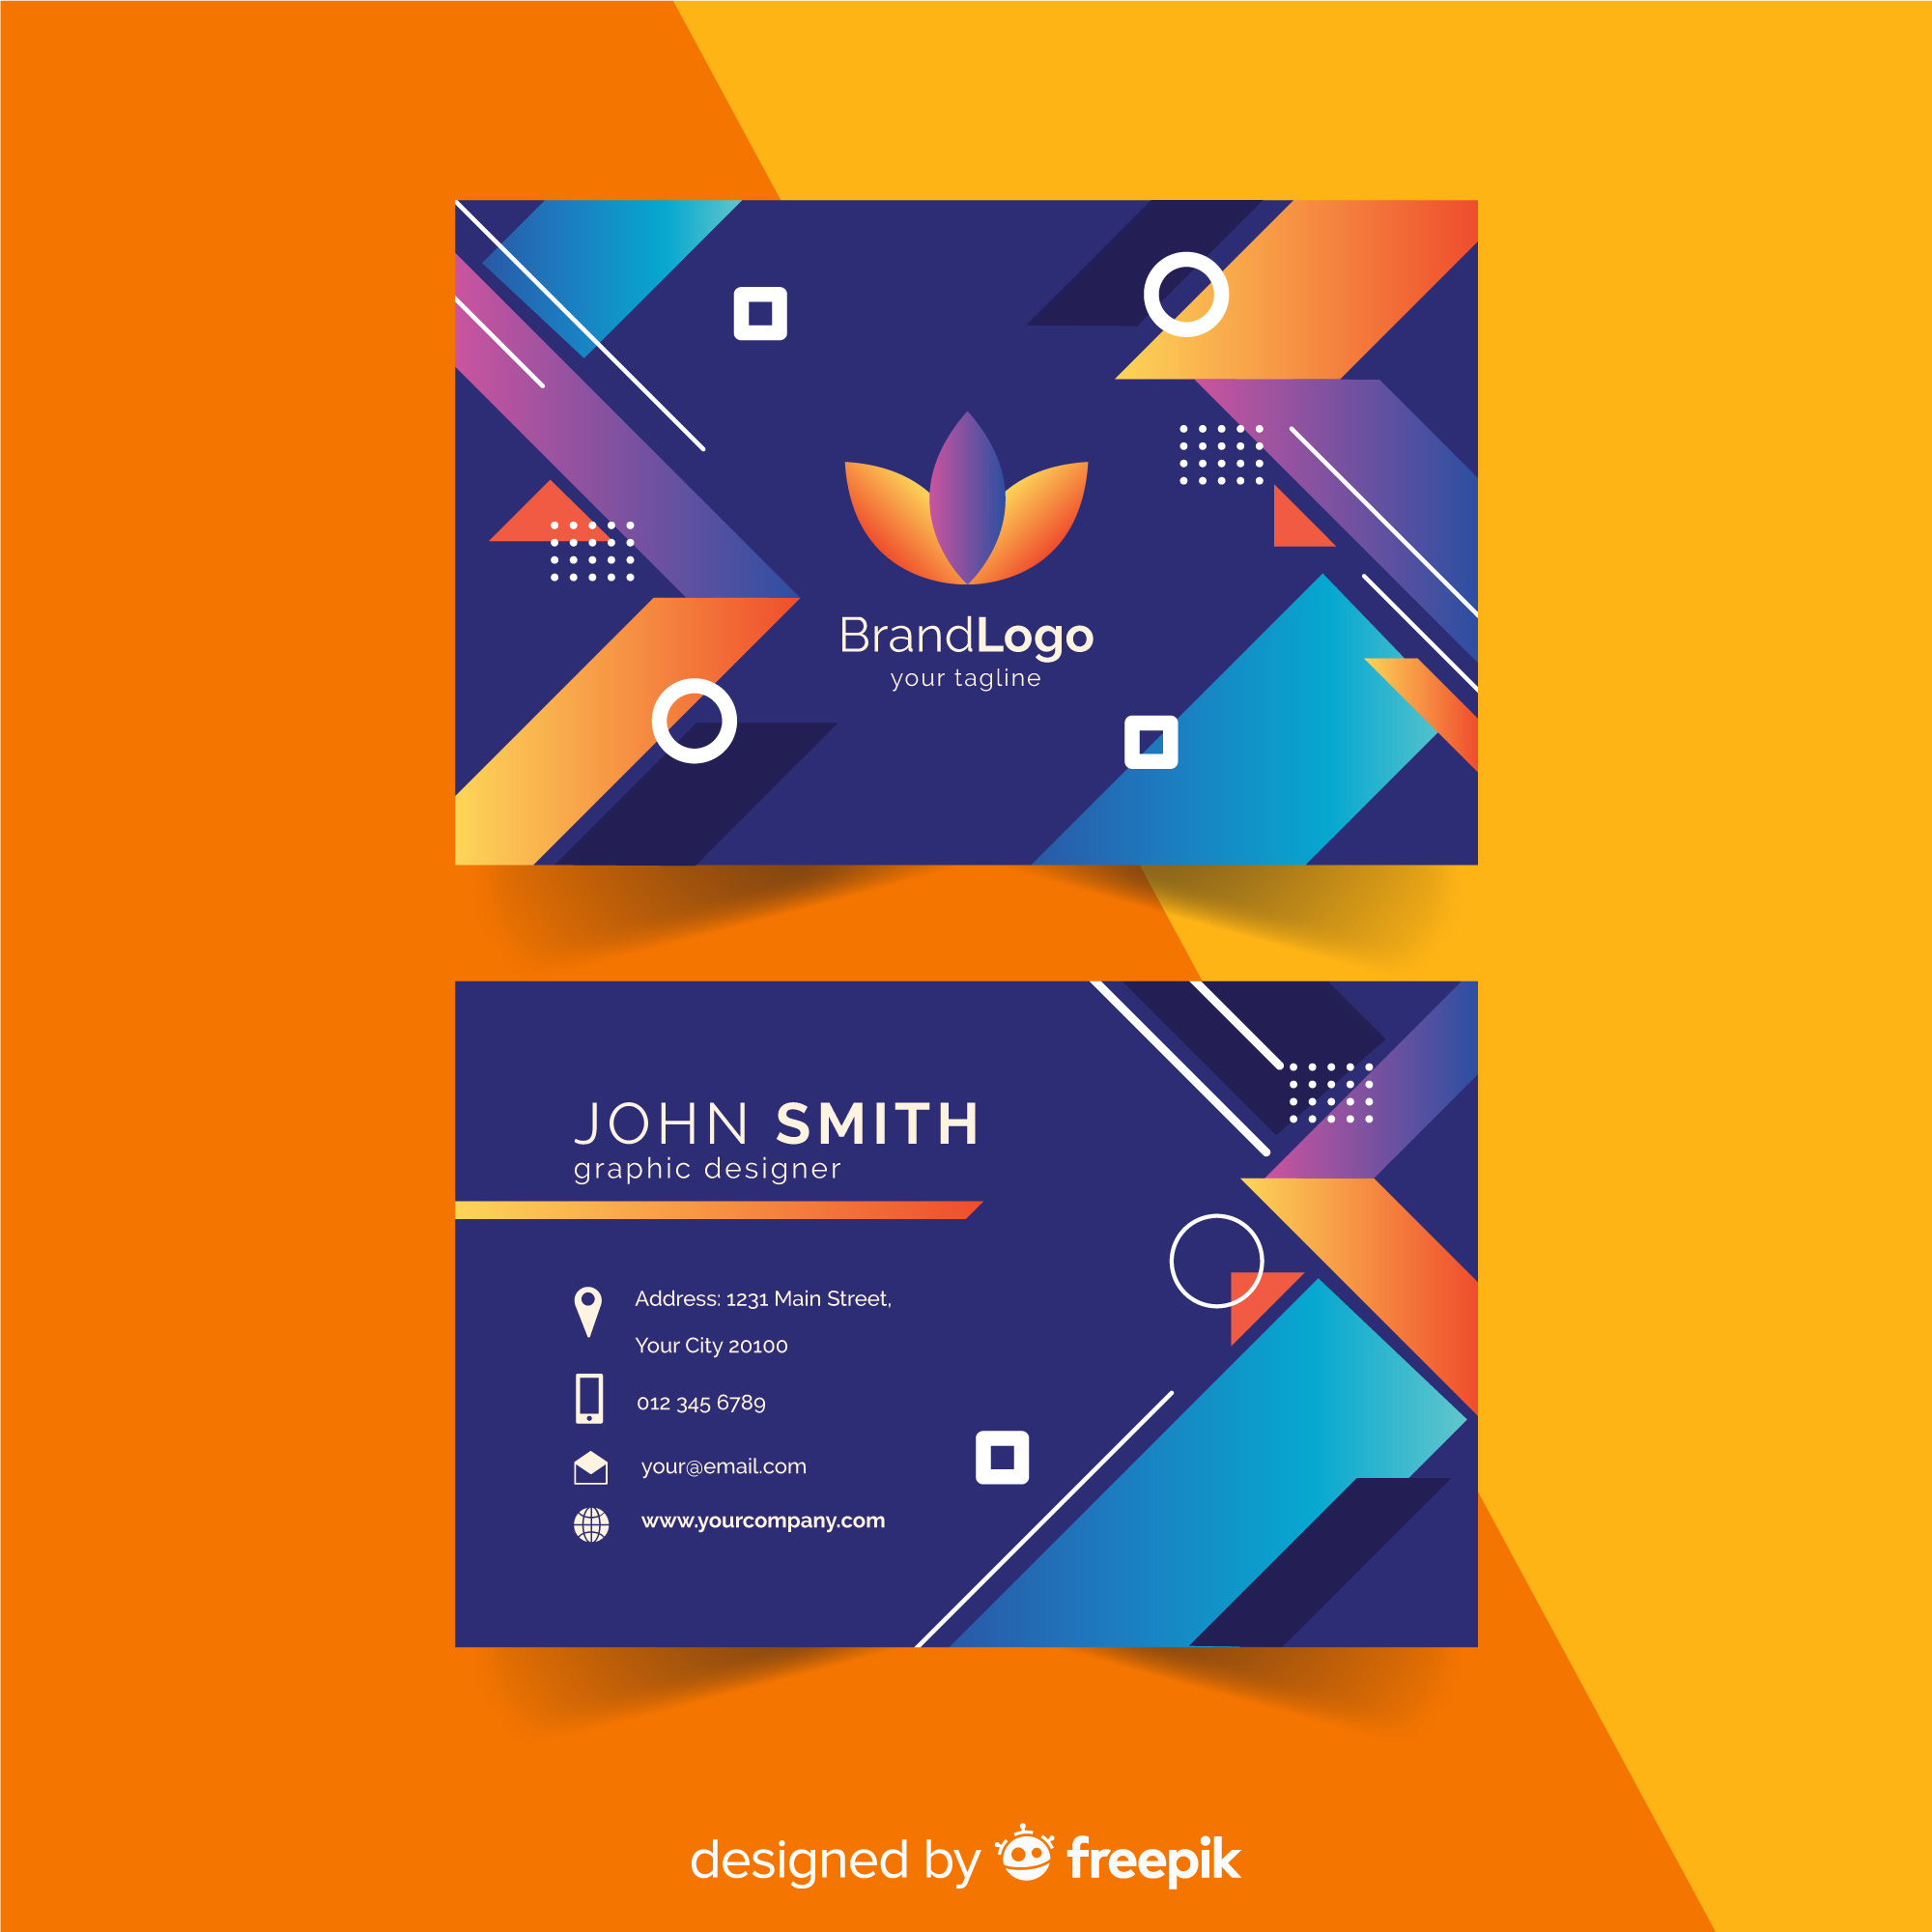 BrandLogo
your tagline
JOHN SMITH
graphic designer
Address: 1231 Main Street,
Your City 20100
012 345 6789
your@email.com
www.yourcompany.com
designed by freepik